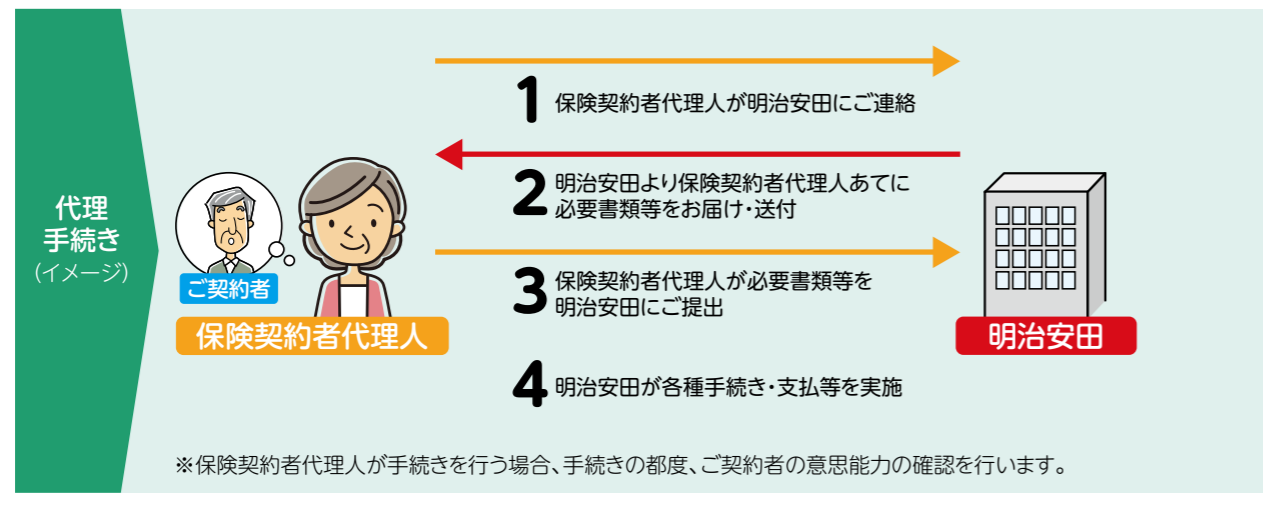 代理
手続き
(イメージ)
1 保険契約者代理人が明治安田にご連絡
2 明治安田より保険契約者代理人あてに
必要書類等をお届け・送付
3 保険契約者代理人が必要書類等を
明治安田にご提出
4 明治安田が各種手続き・支払等を実施
ご契約者
保険契約者代理人
明治安田
※保険契約者代理人が手続きを行う場合、手続きの都度、ご契約者の意思能力の確認を行います。